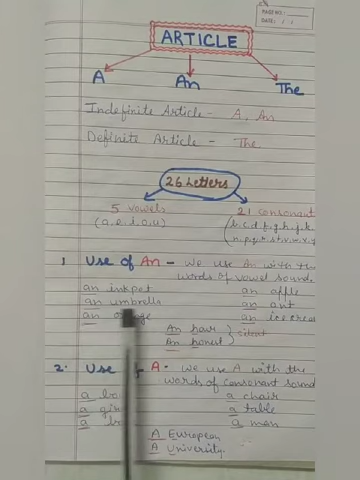 PAGE NO.:
DATE: / /
ARTICLE
A An The
Indefinite Article - A, An
Definite Article - The
26 Letters
5 vowels 21 consonant
(a,e,i,o,u) b,c,d,f,g,h,j,k
n,p,q,r,s,t,v,w,x,y
1 Use of An - We use An with the
words of vowel sound.
an inkpot an apple
an umbrella an ant
an an ice
An hour } silent
An honest
2. Use A - We use A with the
words of consonant sound
a a chair
a a table
a a man
A European
A University.